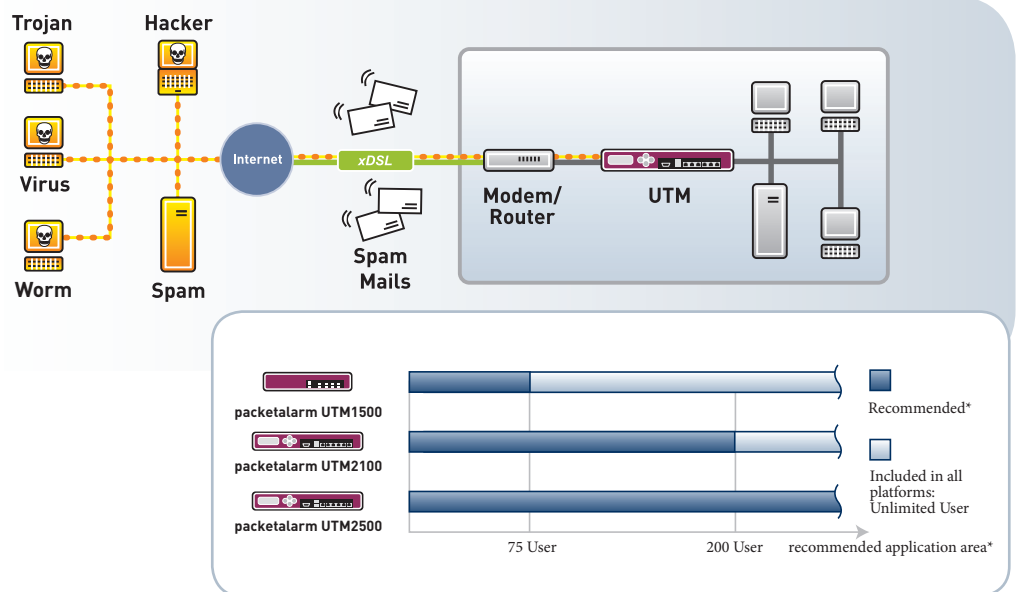 Trojan
Hacker
Virus
Worm
Spam
Internet
xDSL
Spam
Mails
Modem/
Router
UTM
packetalarm UTM1500
packetalarm UTM2100
packetalarm UTM2500
Recommended*
Included in all
platforms:
Unlimited User
75 User
200 User
recommended application area*